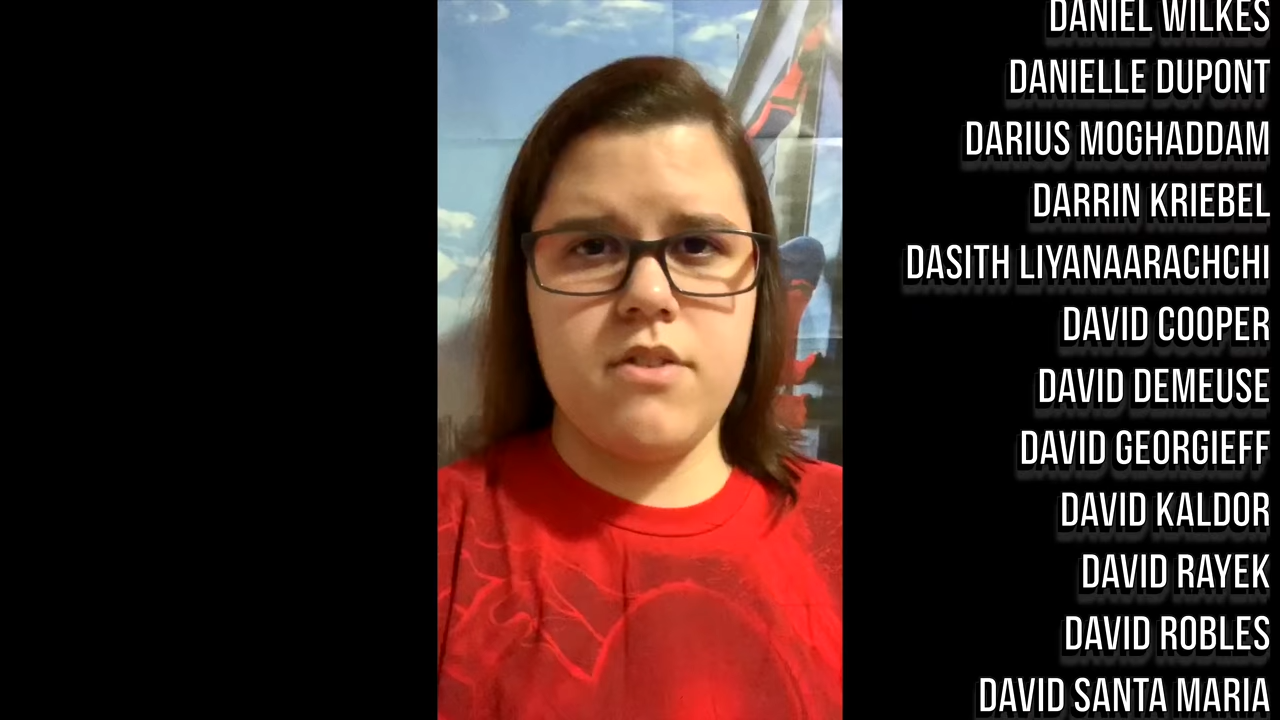 DANIEL WILKES
DANIELLE DUPONT
DARIUS MOGHADDAM
DARRIN KRIEBEL
DASITH LIYANAARACHCHI
DAVID COOPER
DAVID DEMEUSE
DAVID GEORGIEFF
DAVID KALDOR
DAVID RAYEK
DAVID ROBLES
DAVID SANTA MARIA